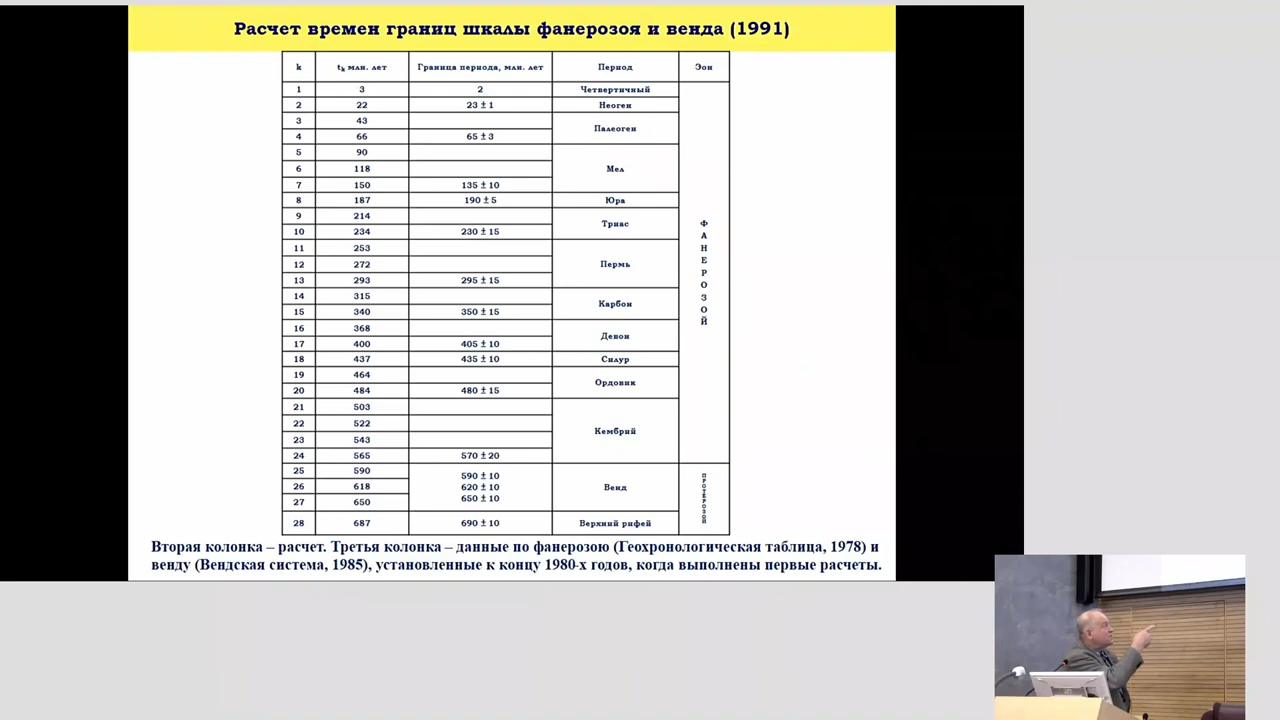 Расчет времен границ шкалы фанерозоя и венда (1991)
k tk млн. лет Граница периода, млн. лет Период Эон
1 3 2 Четвертичный
2 22 23 ± 1 Неоген
3 43
Палеоген
4 66 65 ± 3
5 90
6 118 Мел
7 150 135 ± 10
8 187 190 ± 5 Юра
9 214
Триас
10 234 230 ± 15
11 253
12 272 Пермь
13 293 295 ± 15
14 315
Карбон
15 340 350 ± 15
16 368
Девон
17 400 405 ± 10
18 437 435 ± 10 Силур
19 464
Ордовик
20 484 480 ± 15
21 503
22 522
Кембрий
23 543
24 565 570 ± 20
ФАНЕРОЗОЙ
25 590 590 ± 10
26 618 620 ± 10 Венд
27 650 650 ± 10
28 687 690 ± 10 Верхний рифей
ПРОТЕРОЗОЙ
Вторая колонка – расчет. Третья колонка – данные по фанерозою (Геохронологическая таблица, 1978) и
венду (Вендская система, 1985), установленные к концу 1980-х годов, когда выполнены первые расчеты.